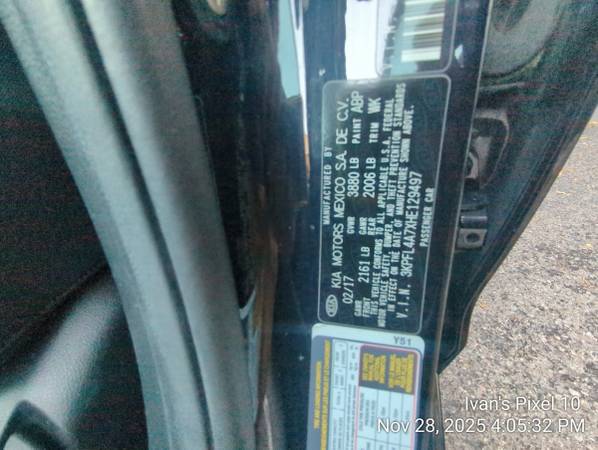 MANUFACTURED BY
KIA KIA MOTORS MEXICO S.A. DE C.V.
02/17 GVWR 3880 LB PAINT ABP
GAWR FRONT 2161 LB GAWR REAR 2006 LB TRIM WK
THIS VEHICLE CONFORMS TO ALL APPLICABLE U.S.A. FEDERAL
MOTOR VEHICLE SAFETY, BUMPER, AND THEFT PREVENTION STANDARDS
IN EFFECT ON THE DATE OF MANUFACTURE SHOWN ABOVE.
V.I.N. 3KPFL4A7XHE129497
PASSENGER CAR
Y51
Ivan's Pixel 10
Nov 28, 2025 4:05:32 PM